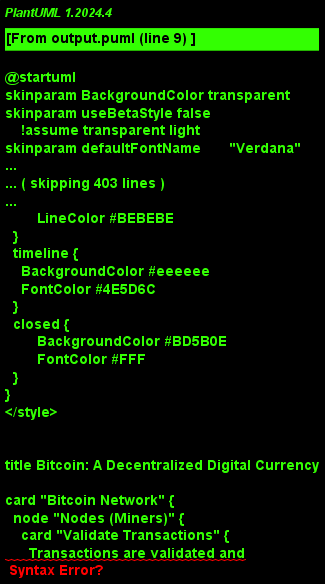 PlantUML 1.2024.4
[From output.puml (line 9) ]
@startuml
skinparam BackgroundColor transparent
skinparam useBetaStyle false
!assume transparent light
skinparam defaultFontName "Verdana"
...
... ( skipping 403 lines )
...
LineColor #BEBEBE
}
timeline {
BackgroundColor #eeeeee
FontColor #4E5D6C
}
closed {
BackgroundColor #BD5B0E
FontColor #FFF
}
}
</style>
title Bitcoin: A Decentralized Digital Currency
card "Bitcoin Network" {
node "Nodes (Miners)" {
card "Validate Transactions" {
Transactions are validated and
Syntax Error?